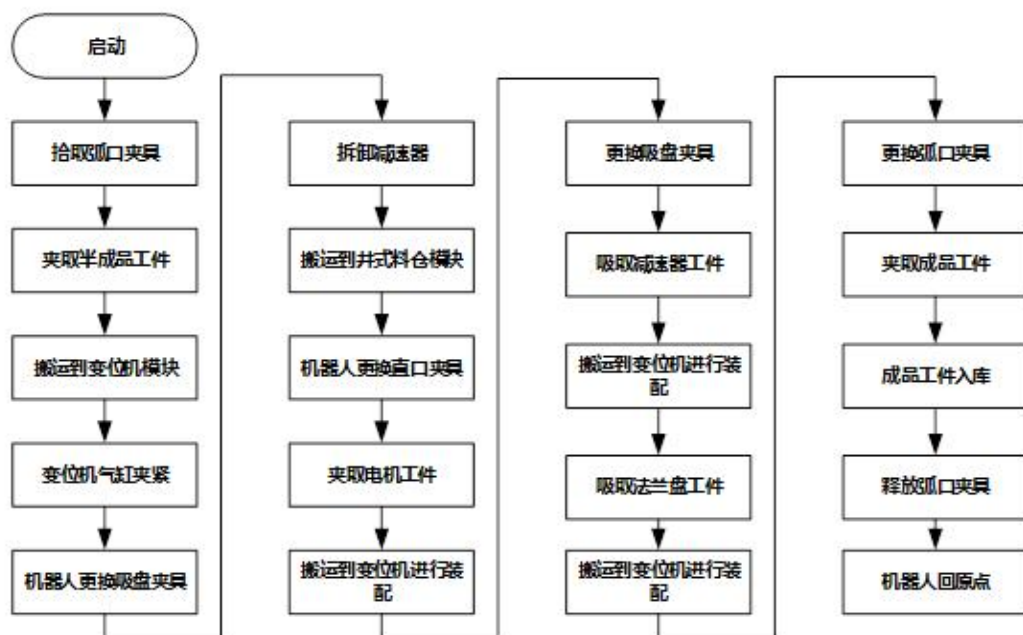 启动
拾取弧口夹具
夹取半成品工件
搬运到变位机模块
变位机气缸夹紧
机器人更换吸盘夹具
拆卸减速器
搬运到井式料仓模块
机器人更换直口夹具
夹取电机工件
搬运到变位机进行装
配
更换吸盘夹具
吸取减速器工件
搬运到变位机进行装
配
吸取法兰盘工件
搬运到变位机进行装
配
更换弧口夹具
夹取成品工件
成品工件入库
释放弧口夹具
机器人回原点